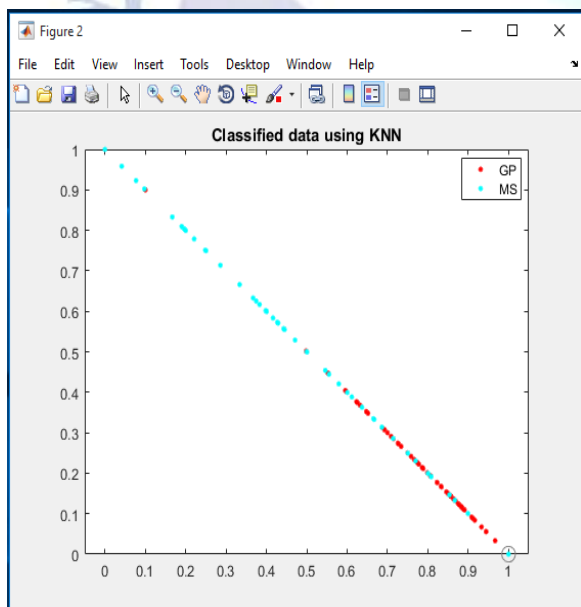 Figure 2
File Edit View Insert Tools Desktop Window Help
Classified data using KNN
GP
MS
1
0.9
0.8
0.7
0.6
0.5
0.4
0.3
0.2
0.1
0
0 0.1 0.2 0.3 0.4 0.5 0.6 0.7 0.8 0.9 1